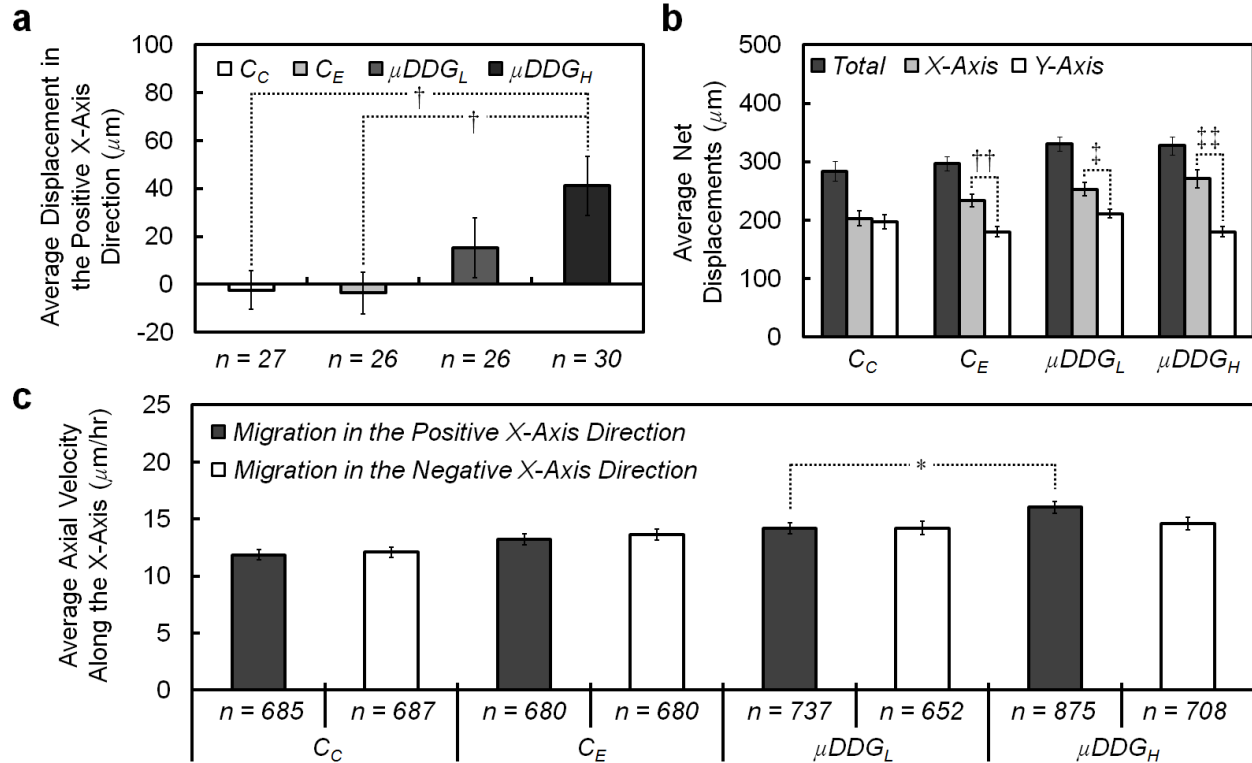 a
Average Displacement in
the Positive X-Axis
Direction (μm)
100
80
60
40
20
0
-20
C_C
C_E
μDDG_L
μDDG_H
†
†
n = 27
n = 26
n = 26
n = 30
b
Average Net
Displacements (μm)
500
400
300
200
100
0
Total
X-Axis
Y-Axis
††
‡
‡‡
C_C
C_E
μDDG_L
μDDG_H
c
Average Axial Velocity
Along the X-Axis (μm/hr)
25
20
15
10
5
0
Migration in the Positive X-Axis Direction
Migration in the Negative X-Axis Direction
*
n = 685
n = 687
n = 680
n = 680
n = 737
n = 652
n = 875
n = 708
C_C
C_E
μDDG_L
μDDG_H